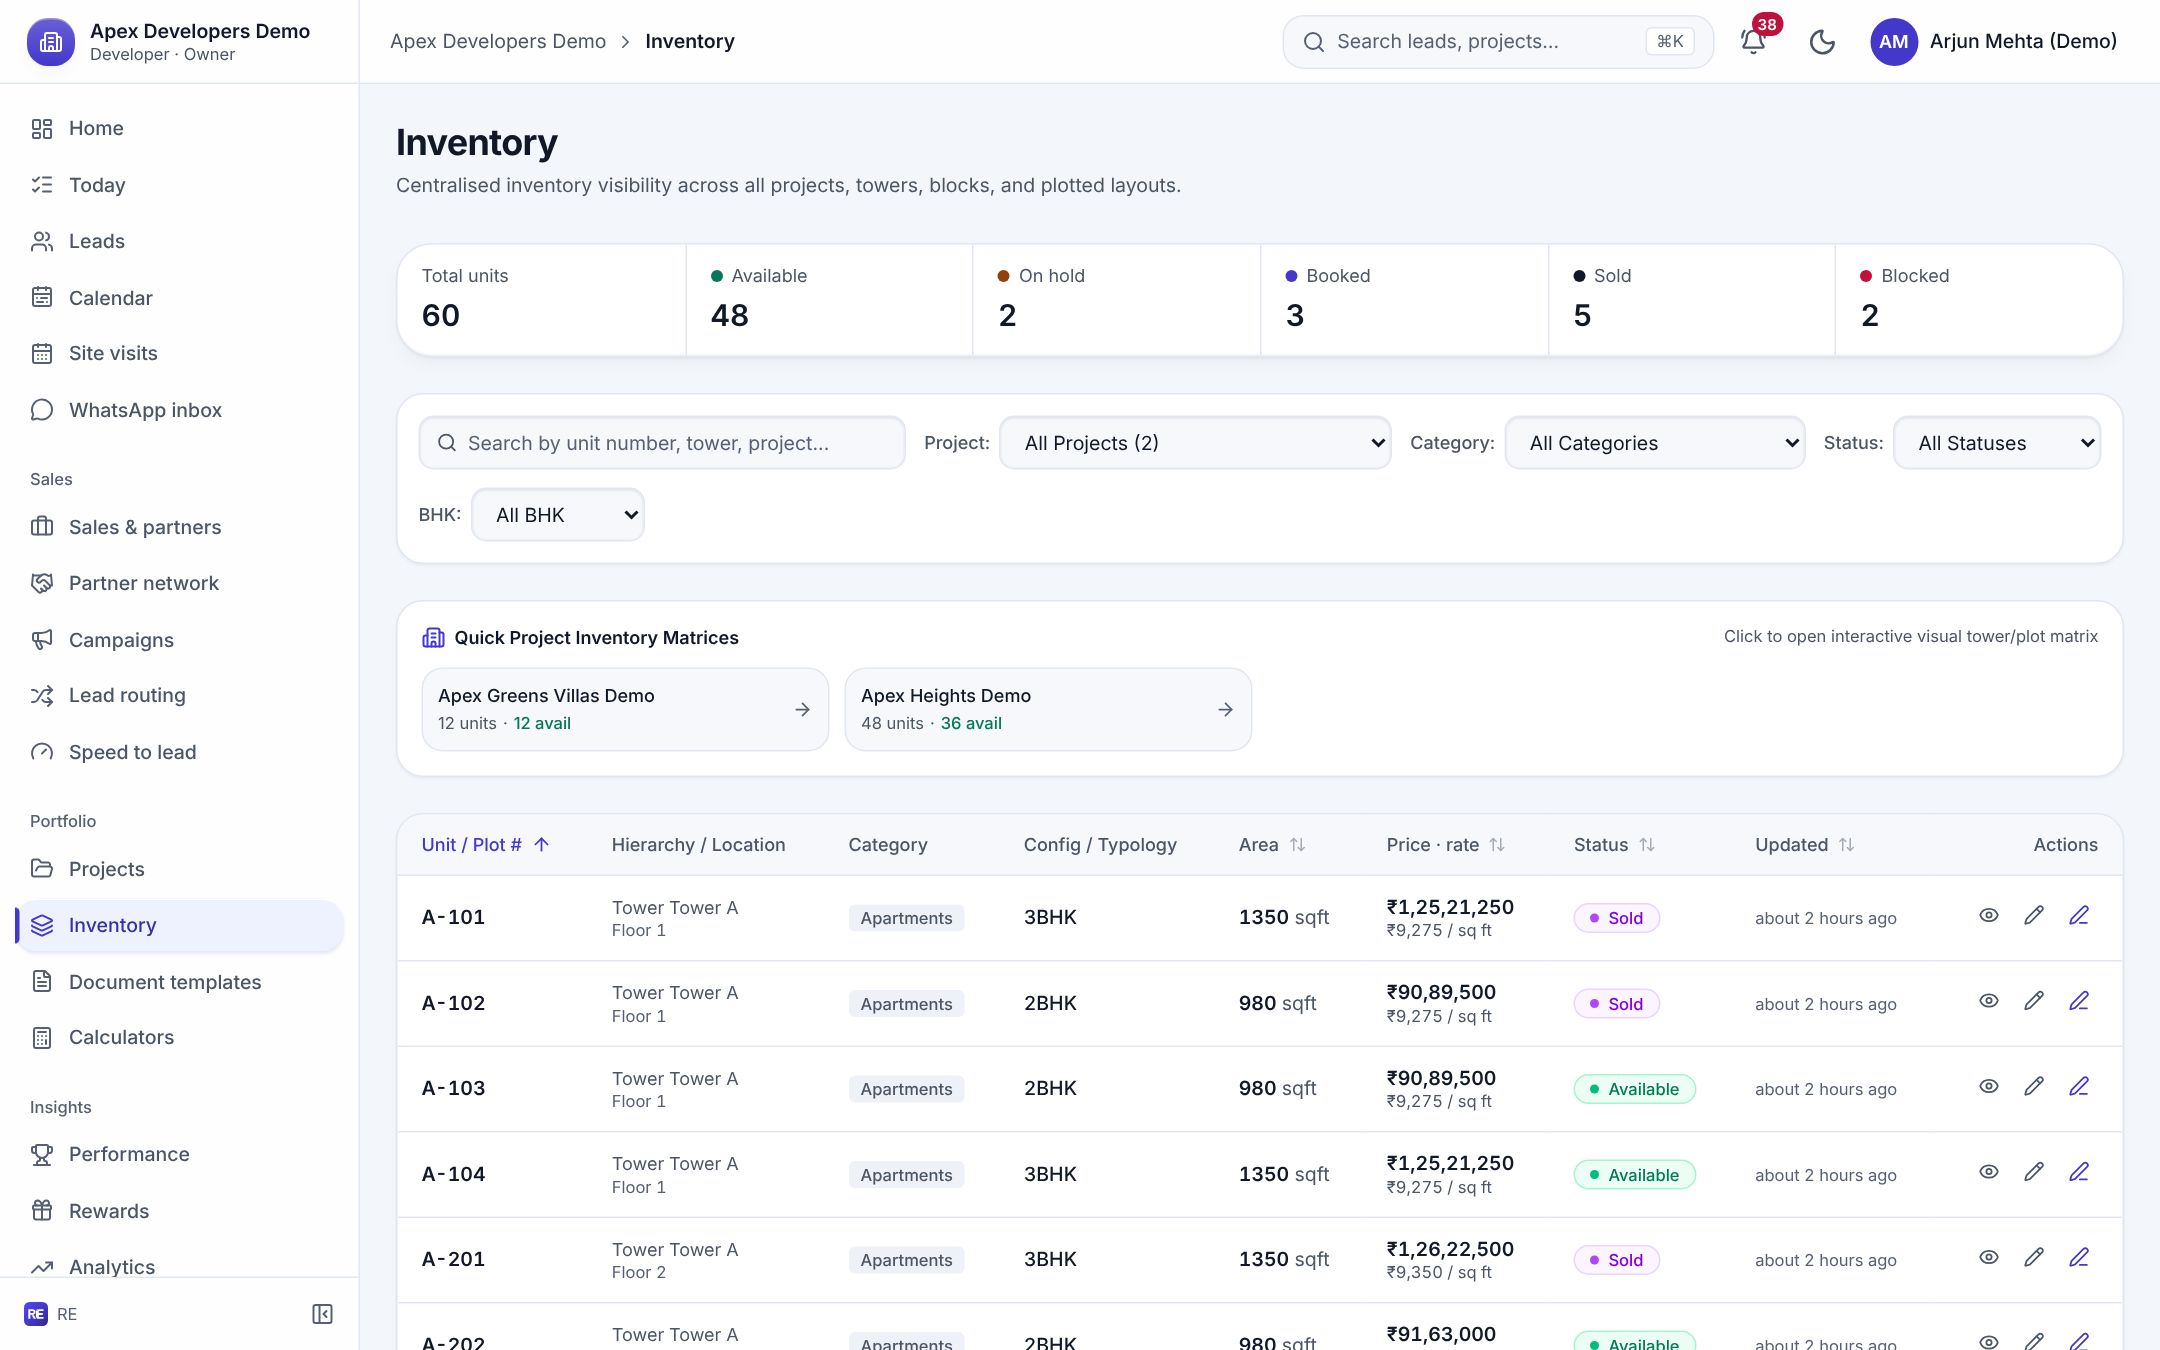 Apex Developers Demo
Developer · Owner
Apex Developers Demo > Inventory
Search leads, projects... ⌘K
38
AM Arjun Mehta (Demo)
Home
Today
Leads
Calendar
Site visits
WhatsApp inbox
Sales
Sales & partners
Partner network
Campaigns
Lead routing
Speed to lead
Portfolio
Projects
Inventory
Document templates
Calculators
Insights
Performance
Rewards
Analytics
RE RE
Inventory
Centralised inventory visibility across all projects, towers, blocks, and plotted layouts.
Total units
60
Available
48
On hold
2
Booked
3
Sold
5
Blocked
2
Search by unit number, tower, project... Project: All Projects (2) Category: All Categories Status: All Statuses
BHK: All BHK
Quick Project Inventory Matrices Click to open interactive visual tower/plot matrix
Apex Greens Villas Demo
12 units · 12 avail
Apex Heights Demo
48 units · 36 avail
Unit / Plot # Hierarchy / Location Category Config / Typology Area Price · rate Status Updated Actions
A-101 Tower Tower A Apartments 3BHK 1350 sqft ₹1,25,21,250 Sold about 2 hours ago
Floor 1 ₹9,275 / sq ft
A-102 Tower Tower A Apartments 2BHK 980 sqft ₹90,89,500 Sold about 2 hours ago
Floor 1 ₹9,275 / sq ft
A-103 Tower Tower A Apartments 2BHK 980 sqft ₹90,89,500 Available about 2 hours ago
Floor 1 ₹9,275 / sq ft
A-104 Tower Tower A Apartments 3BHK 1350 sqft ₹1,25,21,250 Available about 2 hours ago
Floor 1 ₹9,275 / sq ft
A-201 Tower Tower A Apartments 3BHK 1350 sqft ₹1,26,22,500 Sold about 2 hours ago
Floor 2 ₹9,350 / sq ft
A-202 Tower Tower A Apartments 2BHK 980 sqft ₹91,63,000 Available about 2 hours ago